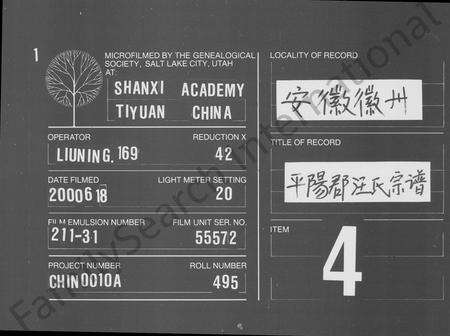 1
MICROFILMED BY THE GENEALOGICAL
SOCIETY, SALT LAKE CITY, UTAH
AT:
SHANXI ACADEMY
TIYUAN CHINA
OPERATOR REDUCTION X
LIUNING. 169 42
DATE FILMED LIGHT METER SETTING
2000 6 18 20
FILM EMULSION NUMBER FILM UNIT SER. NO.
211-31 55572
PROJECT NUMBER ROLL NUMBER
CHIN0010A 495
LOCALITY OF RECORD
安徽徽州
TITLE OF RECORD
平陽郡汪氏宗谱
ITEM
4
FamilySearch International